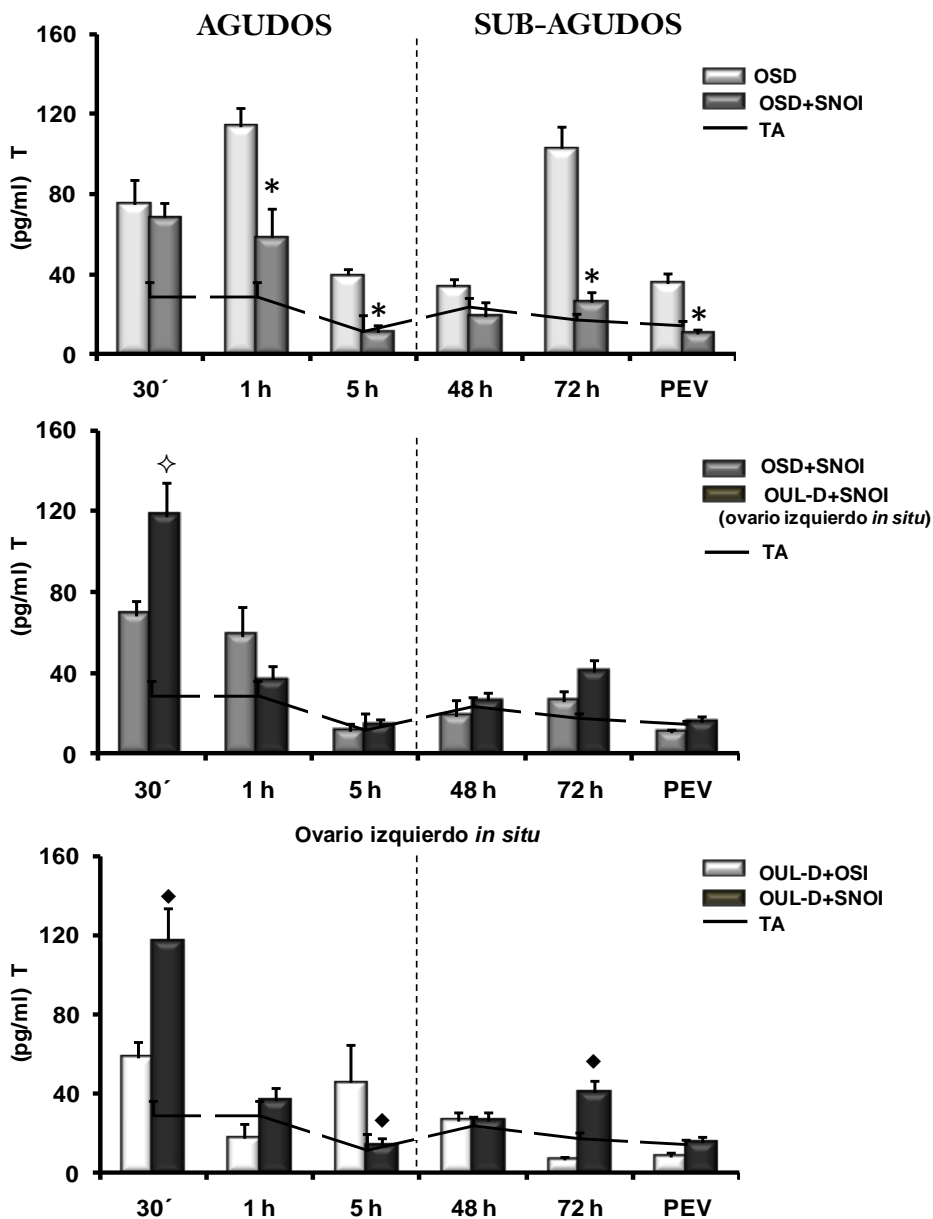 AGUDOS SUB-AGUDOS
160
120
80
40
0
(pg/ml) T
OSD
OSD+SNOI
TA
*
*
*
*
30´ 1 h 5 h 48 h 72 h PEV
160
120
80
40
0
(pg/ml) T
OSD+SNOI
OUL-D+SNOI
(ovario izquierdo in situ)
TA
✧
30´ 1 h 5 h 48 h 72 h PEV
Ovario izquierdo in situ
160
120
80
40
0
(pg/ml) T
OUL-D+OSI
OUL-D+SNOI
TA
◆
◆
◆
30´ 1 h 5 h 48 h 72 h PEV